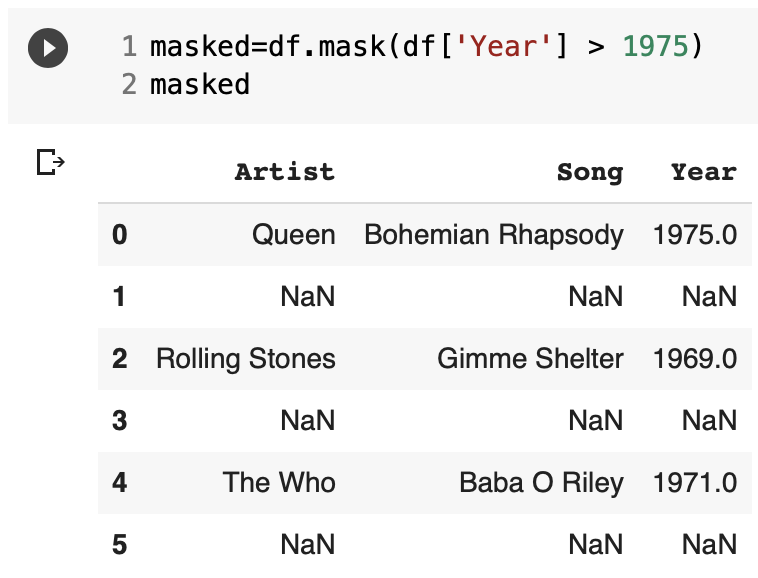 1 masked=df.mask(df['Year'] > 1975)
2 masked
Artist Song Year
0 Queen Bohemian Rhapsody 1975.0
1 NaN NaN NaN
2 Rolling Stones Gimme Shelter 1969.0
3 NaN NaN NaN
4 The Who Baba O Riley 1971.0
5 NaN NaN NaN